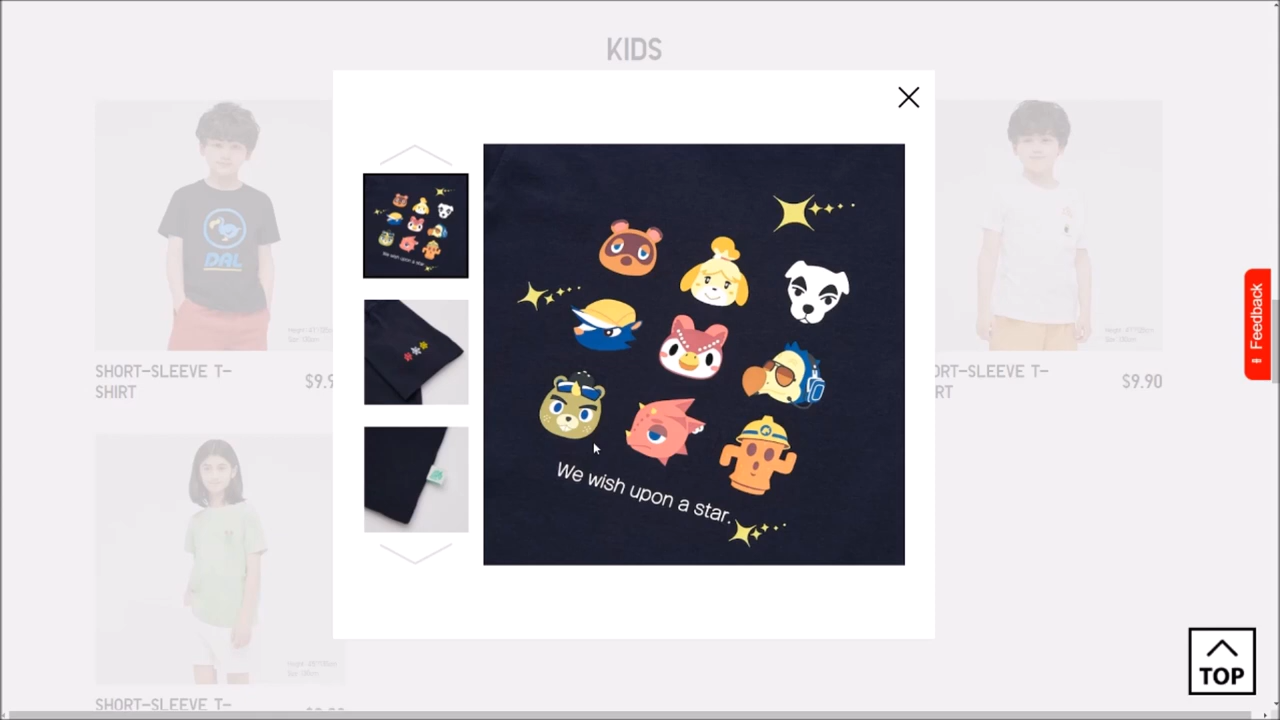 KIDS
DAL
SHORT-SLEEVE T-
SHIRT
$9.9
We wish upon a star.
ORT-SLEEVE T-
RT
$9.90
Feedback
SHORT-SLEEVE T-
TOP